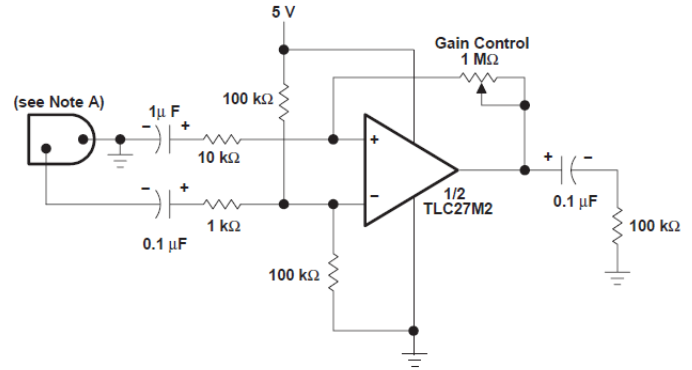 5 V
Gain Control
1 MΩ
(see Note A)
1μ F
100 kΩ
- +
10 kΩ
+
- +
-
1/2
TLC27M2
+ -
0.1 μF
1 kΩ
0.1 μF
100 kΩ
100 kΩ